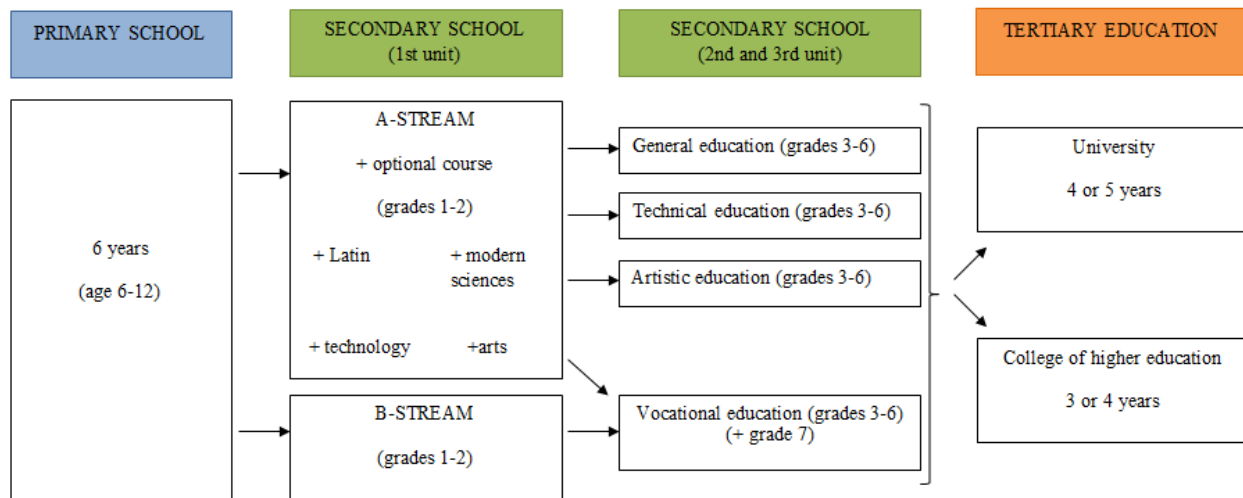 PRIMARY SCHOOL
SECONDARY SCHOOL
(1st unit)
SECONDARY SCHOOL
(2nd and 3rd unit)
TERTIARY EDUCATION
6 years
(age 6-12)
A-STREAM
+ optional course
(grades 1-2)
+ Latin
+ modern
sciences
+ technology
+arts
B-STREAM
(grades 1-2)
General education (grades 3-6)
Technical education (grades 3-6)
Artistic education (grades 3-6)
Vocational education (grades 3-6)
(+ grade 7)
University
4 or 5 years
College of higher education
3 or 4 years